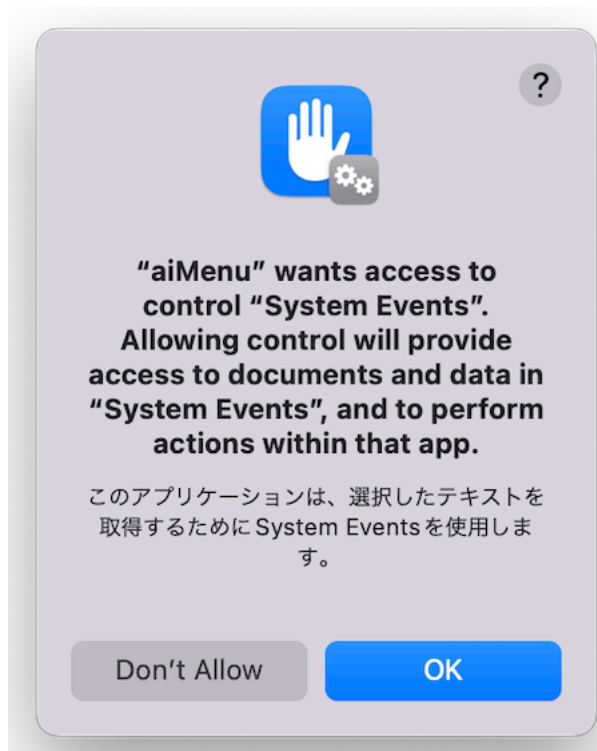 ?
“aiMenu” wants access to
control “System Events”.
Allowing control will provide
access to documents and data in
“System Events”, and to perform
actions within that app.
このアプリケーションは、選択したテキストを
取得するためにSystem Eventsを使用しま
す。
Don’t Allow
OK